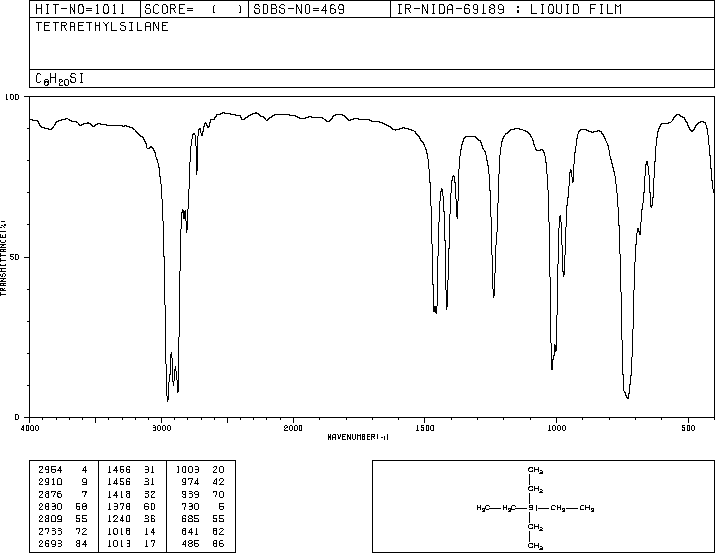 HIT-NO=1011 SCORE= ( ) SDBS-NO=469 IR-NIDA-69189 : LIQUID FILM
TETRAETHYLSILANE
C8H20SI
100
50
0
TRANSMITTANCE(%)
4000 3000 2000 1500 1000 500
WAVENUMBER(-1)
2954 4 1466 31 1003 20
2910 9 1456 31 974 42
2876 7 1418 32 939 70
2830 60 1378 60 730 5
2809 55 1240 36 685 55
2733 72 1018 14 641 62
2693 84 1013 17 486 86
CH3
CH2
H3C-H2C-Si-CH2-CH3
CH2
CH3